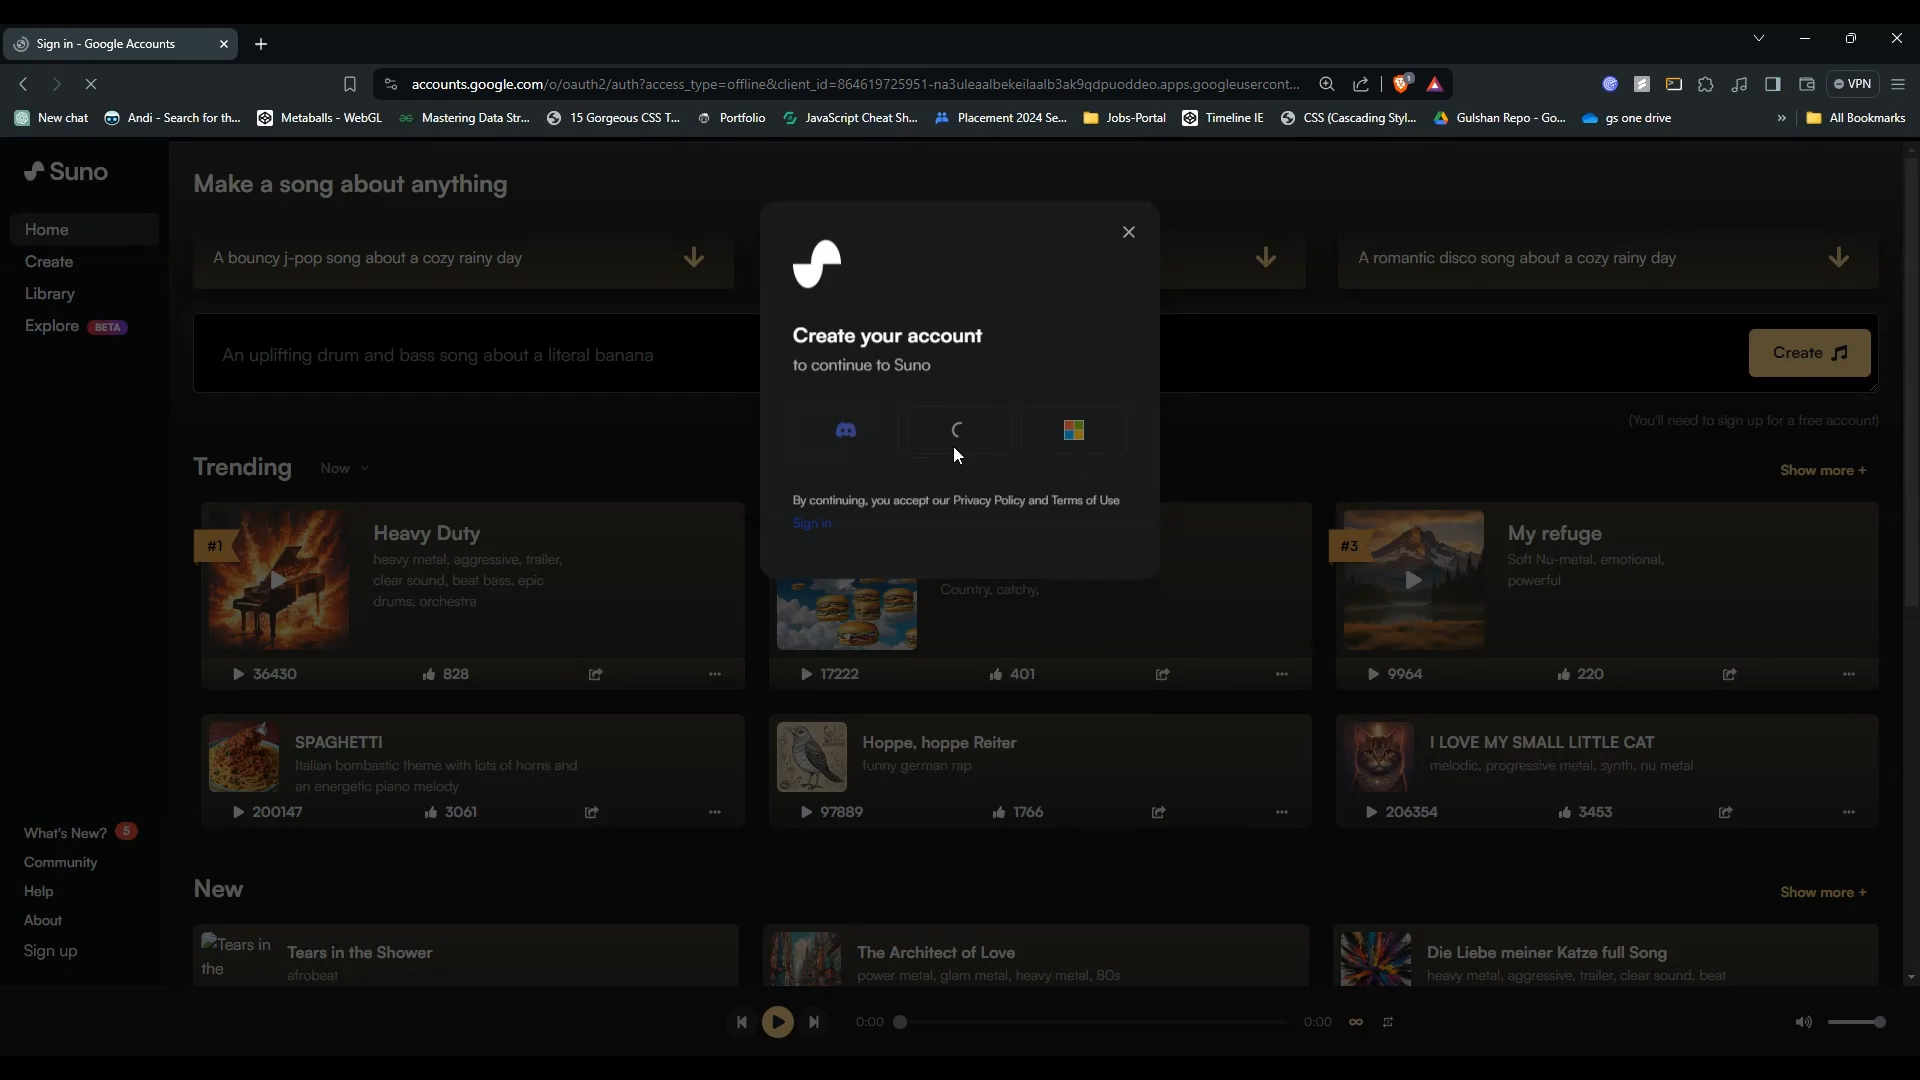 Sign in - Google Accounts
accounts.google.com/o/oauth2/auth?access_type=offline&client_id=864619725951-na3uleaalbekeilaalb3ak9qdpuoddeo.apps.googleusercont...
VPN
New chat
Andi - Search for th...
Metaballs - WebGL
Mastering Data Str...
15 Gorgeous CSS T...
Portfolio
JavaScript Cheat Sh...
Placement 2024 Se...
Jobs-Portal
Timeline IE
CSS (Cascading Styl...
Gulshan Repo - Go...
gs one drive
»
All Bookmarks
Suno
Home
Create
Library
Explore BETA
What's New? 5
Community
Help
About
Sign up
Make a song about anything
A bouncy j-pop song about a cozy rainy day
A romantic disco song about a cozy rainy day
An uplifting drum and bass song about a literal banana
Create
(You'll need to sign up for a free account)
Create your account
to continue to Suno
By continuing, you accept our Privacy Policy and Terms of Use
Sign in
Trending Now
Show more +
#1
Heavy Duty
heavy metal, aggressive, trailer,
clear sound, beat bass, epic
drums, orchestra
36430
828
Country, catchy,
17222
401
#3
My refuge
Soft Nu-metal, emotional,
powerful
9964
220
SPAGHETTI
Italian bombastic theme with lots of horns and
an energetic piano melody
200147
3061
Hoppe, hoppe Reiter
funny german rap
97889
1766
I LOVE MY SMALL LITTLE CAT
melodic, progressive metal, synth, nu metal
206354
3453
New
Show more +
Tears in
the
Tears in the Shower
afrobeat
The Architect of Love
power metal, glam metal, heavy metal, 80s
Die Liebe meiner Katze full Song
heavy metal, aggressive, trailer, clear sound, beat
0:00
0:00